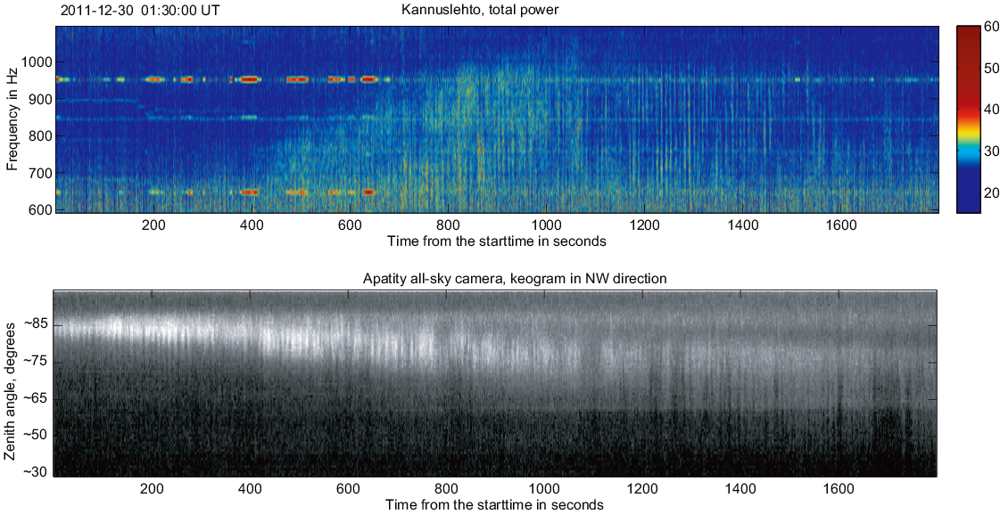 2011-12-30 01:30:00 UT
Kannuslehto, total power
Frequency in Hz
1000
900
800
700
600
200 400 600 800 1000 1200 1400 1600
Time from the starttime in seconds
60
50
40
30
20
Apatity all-sky camera, keogram in NW direction
Zenith angle, degrees
~85
~75
~65
~50
~30
200 400 600 800 1000 1200 1400 1600
Time from the starttime in seconds